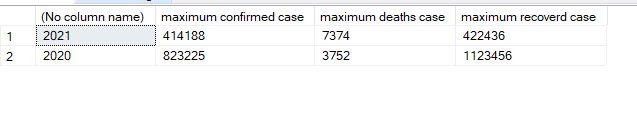 (No column name) maximum confirmed case maximum deaths case maximum recoverd case
1 2021 414188 7374 422436
2 2020 823225 3752 1123456